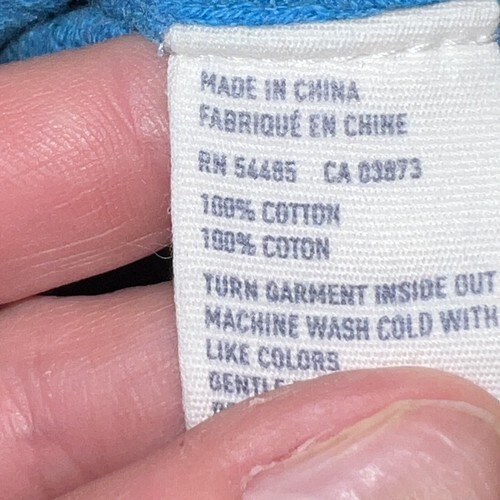 MADE IN CHINA
FABRIQUÉ EN CHINE
RN 54485 CA 03873
100% COTTON
100% COTON
TURN GARMENT INSIDE OUT
MACHINE WASH COLD WITH
LIKE COLORS
GENTLE